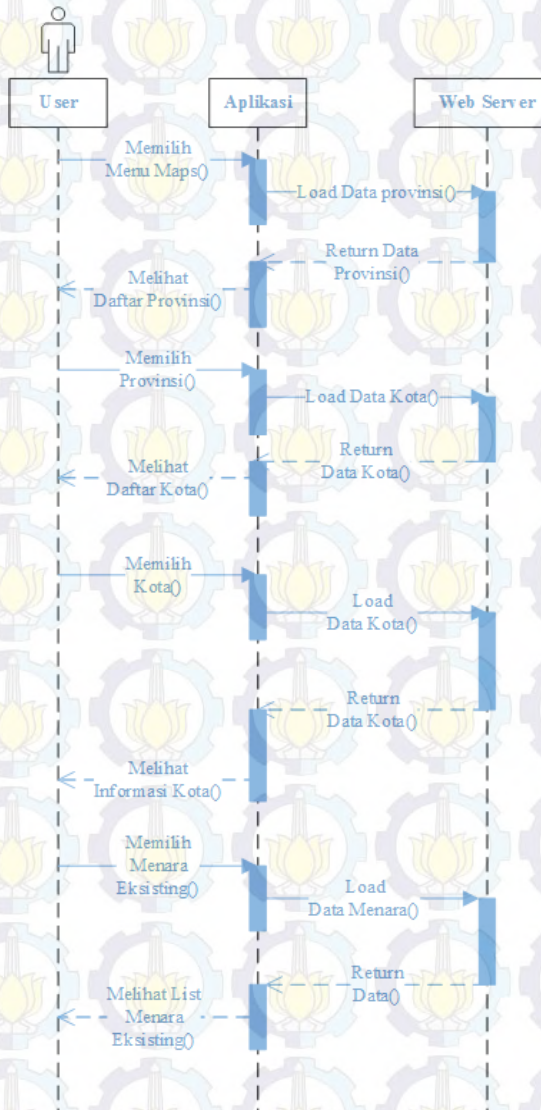 User
Aplikasi
Web Server
Memilih
Menu Maps()
Load Data provinsi()
Return Data
Provinsi()
Melihat
Daftar Provinsi()
Memilih
Provinsi()
Load Data Kota()
Return
Data Kota()
Melihat
Daftar Kota()
Memilih
Kota()
Load
Data Kota()
Return
Data Kota()
Melihat
Informasi Kota()
Memilih
Menara
Eksisting()
Load
Data Menara()
Return
Data()
Melihat List
Menara
Eksisting()